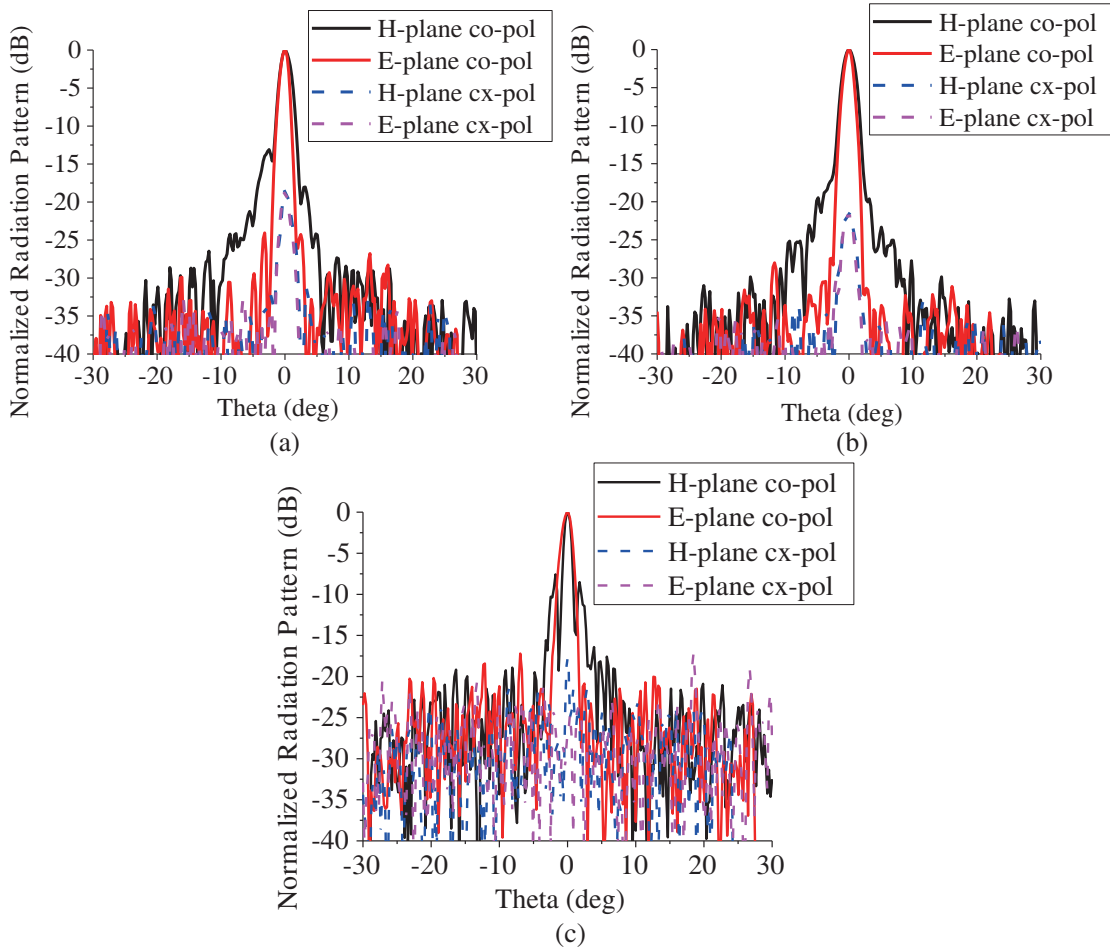 H-plane co-pol
E-plane co-pol
H-plane cx-pol
E-plane cx-pol
Normalized Radiation Pattern (dB)
0
-5
-10
-15
-20
-25
-30
-35
-40
-30 -20 -10 0 10 20 30
Theta (deg)
(a)
H-plane co-pol
E-plane co-pol
H-plane cx-pol
E-plane cx-pol
Normalized Radiation Pattern (dB)
0
-5
-10
-15
-20
-25
-30
-35
-40
-30 -20 -10 0 10 20 30
Theta (deg)
(b)
H-plane co-pol
E-plane co-pol
H-plane cx-pol
E-plane cx-pol
Normalized Radiation Pattern (dB)
0
-5
-10
-15
-20
-25
-30
-35
-40
-30 -20 -10 0 10 20 30
Theta (deg)
(c)